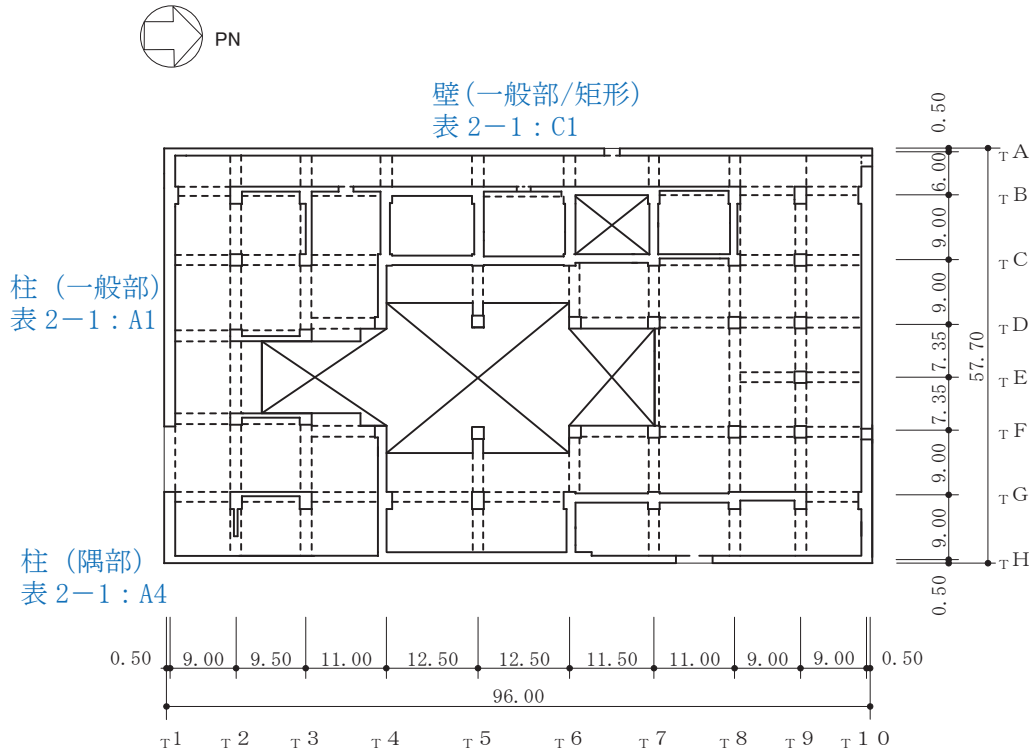 PN
壁(一般部/矩形)
表2-1:C1
柱 (一般部)
表2-1:A1
柱 (隅部)
表2-1:A4
0.50
6.00
9.00
9.00
7.35
7.35
9.00
9.00
0.50
57.70
TA
TB
TC
TD
TE
TF
TG
TH
0.50 9.00 9.50 11.00 12.50 12.50 11.50 11.00 9.00 9.00 0.50
96.00
T1 T2 T3 T4 T5 T6 T7 T8 T9 T10